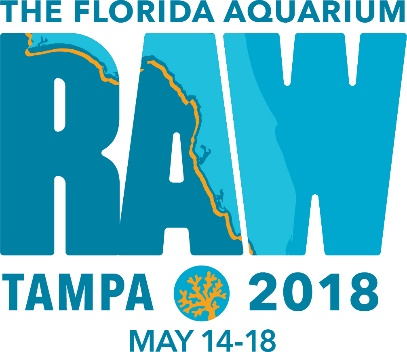 THE FLORIDA AQUARIUM
RAW
TAMPA 2018
MAY 14-18